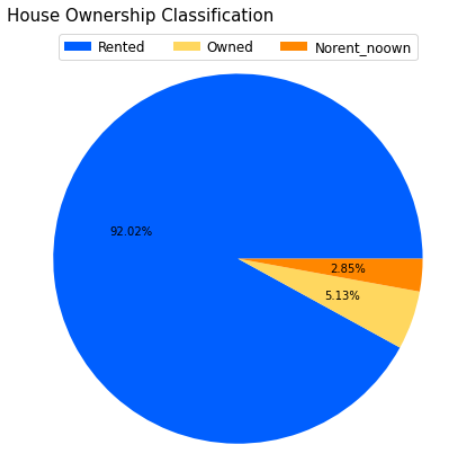 House Ownership Classification
Rented Owned Norent_noown
92.02%
2.85%
5.13%